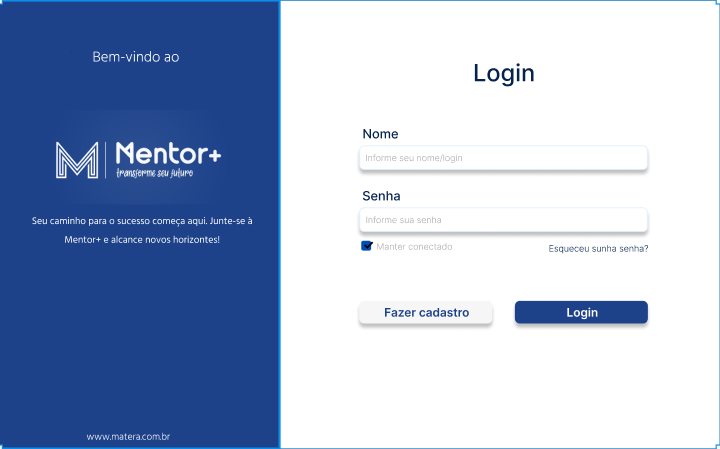 Bem-vindo ao
Mentor+
transforme seu futuro
Seu caminho para o sucesso começa aqui. Junte-se à
Mentor+ e alcance novos horizontes!
www.matera.com.br
Login
Nome
Informe seu nome/login
Senha
Informe sua senha
Manter conectado
Esqueceu sunha senha?
Fazer cadastro
Login